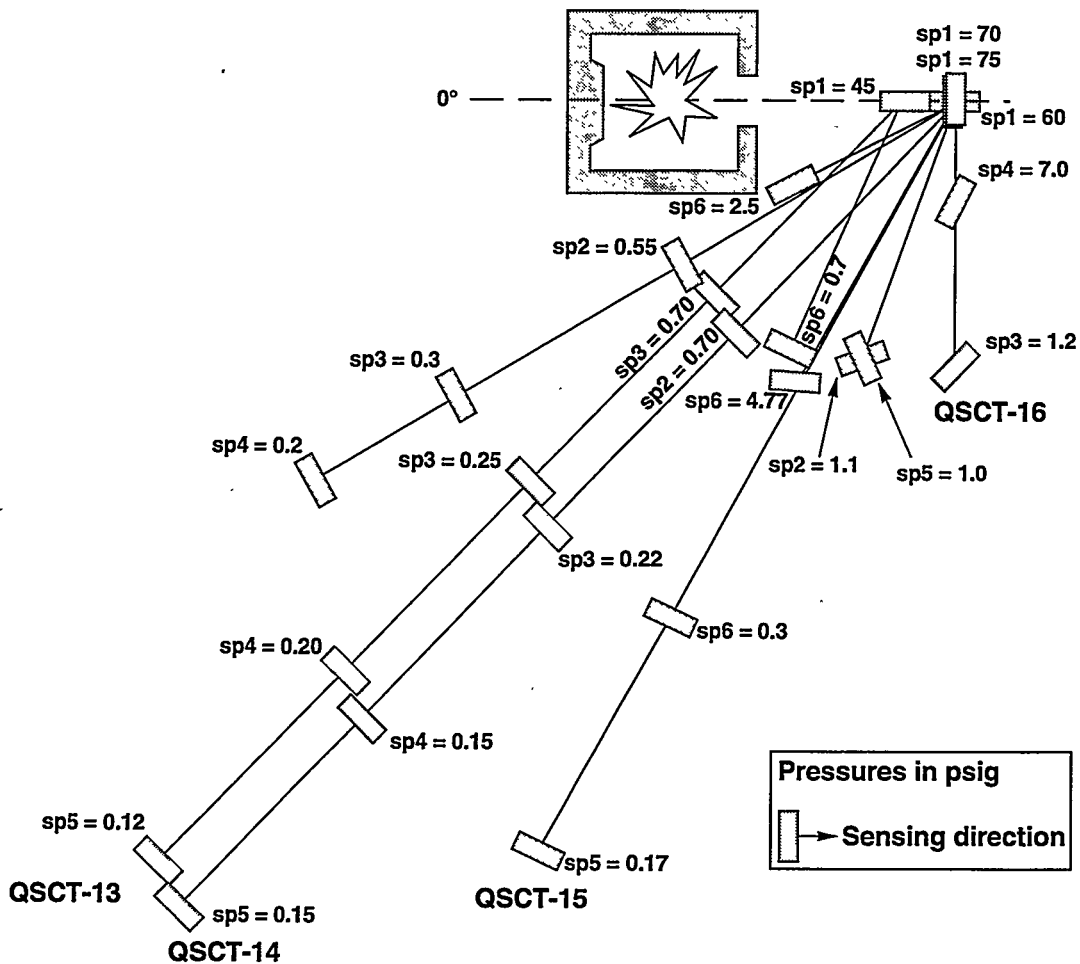 sp1 = 70
sp1 = 75
0°
sp1 = 45
sp1 = 60
sp4 = 7.0
sp6 = 2.5
sp2 = 0.55
sp6 = 0.7
sp3 = 0.70
sp2 = 0.70
sp3 = 0.3
sp3 = 1.2
sp6 = 4.77
QSCT-16
sp4 = 0.2
sp3 = 0.25
sp2 = 1.1
sp5 = 1.0
sp3 = 0.22
sp6 = 0.3
sp4 = 0.20
sp4 = 0.15
Pressures in psig
Sensing direction
sp5 = 0.12
sp5 = 0.17
QSCT-13
QSCT-15
sp5 = 0.15
QSCT-14